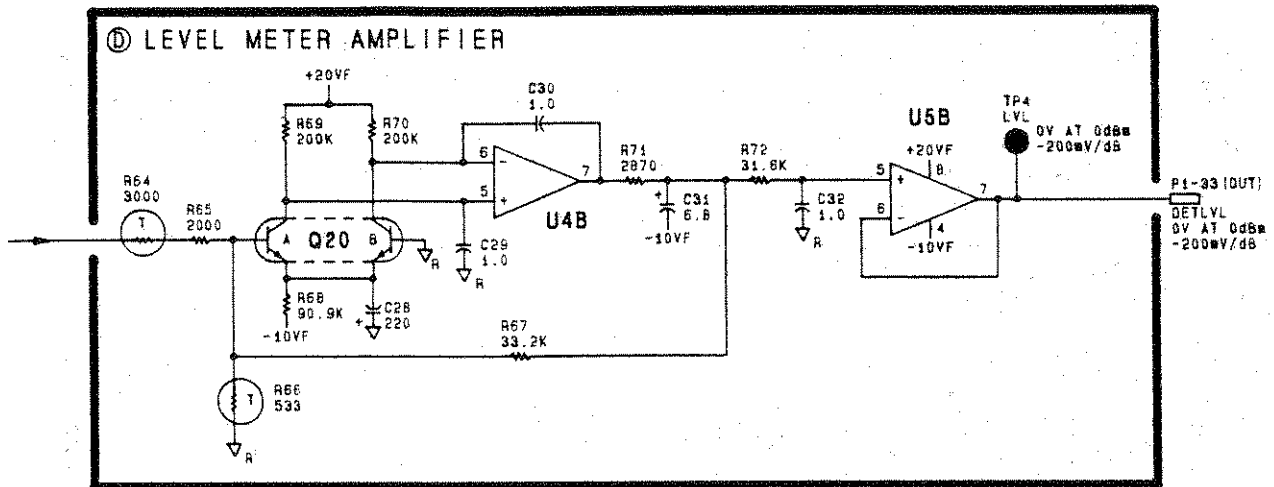 Ⓓ LEVEL METER AMPLIFIER
+20VF
R69
200K
R70
200K
C30
1.0
6
-
7
5
+
U4B
R71
2870
R72
31.6K
U5B
+20VF
8
5
+
7
6
-
4
-10VF
TP4
LVL
0V AT 0dBm
-200mV/dB
P1-33(OUT)
DETLVL
0V AT 0dBm
-200mV/dB
R64
3000
T
R65
2000
A
Q20
B
R
C29
1.0
R
+
C31
6.8
-10VF
C32
1.0
R
R68
90.9K
-10VF
C28
220
+
R67
33.2K
R66
533
T
R